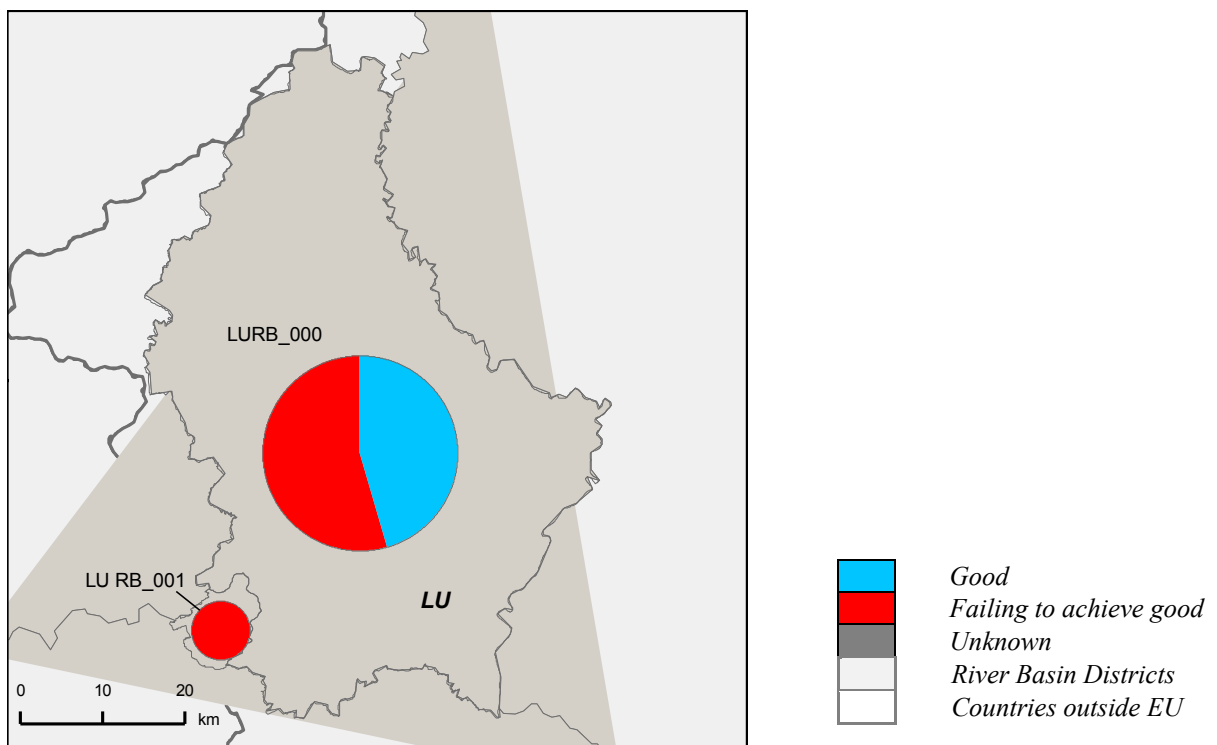 LURB_000
LU RB_001
LU
0 10 20
km
Good
Failing to achieve good
Unknown
River Basin Districts
Countries outside EU